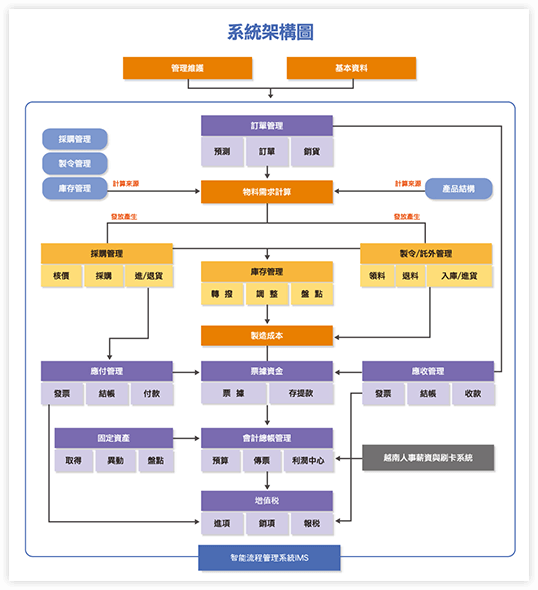 系統架構圖
管理維護
基本資料
訂單管理
預測
訂單
銷貨
採購管理
製令管理
庫存管理
計算來源
物料需求計算
計算來源
產品結構
發放產生
發放產生
採購管理
核價
採購
進/退貨
庫存管理
轉 撥
調 整
盤 點
製令/託外管理
領料
退料
入庫/進貨
製造成本
應付管理
發票
結帳
付款
票據資金
票 據
存提款
應收管理
發票
結帳
收款
固定資產
取得
異動
盤點
會計總帳管理
預算
傳票
利潤中心
越南人事薪資與刷卡系統
增值税
進項
銷項
報税
智能流程管理系統IMS